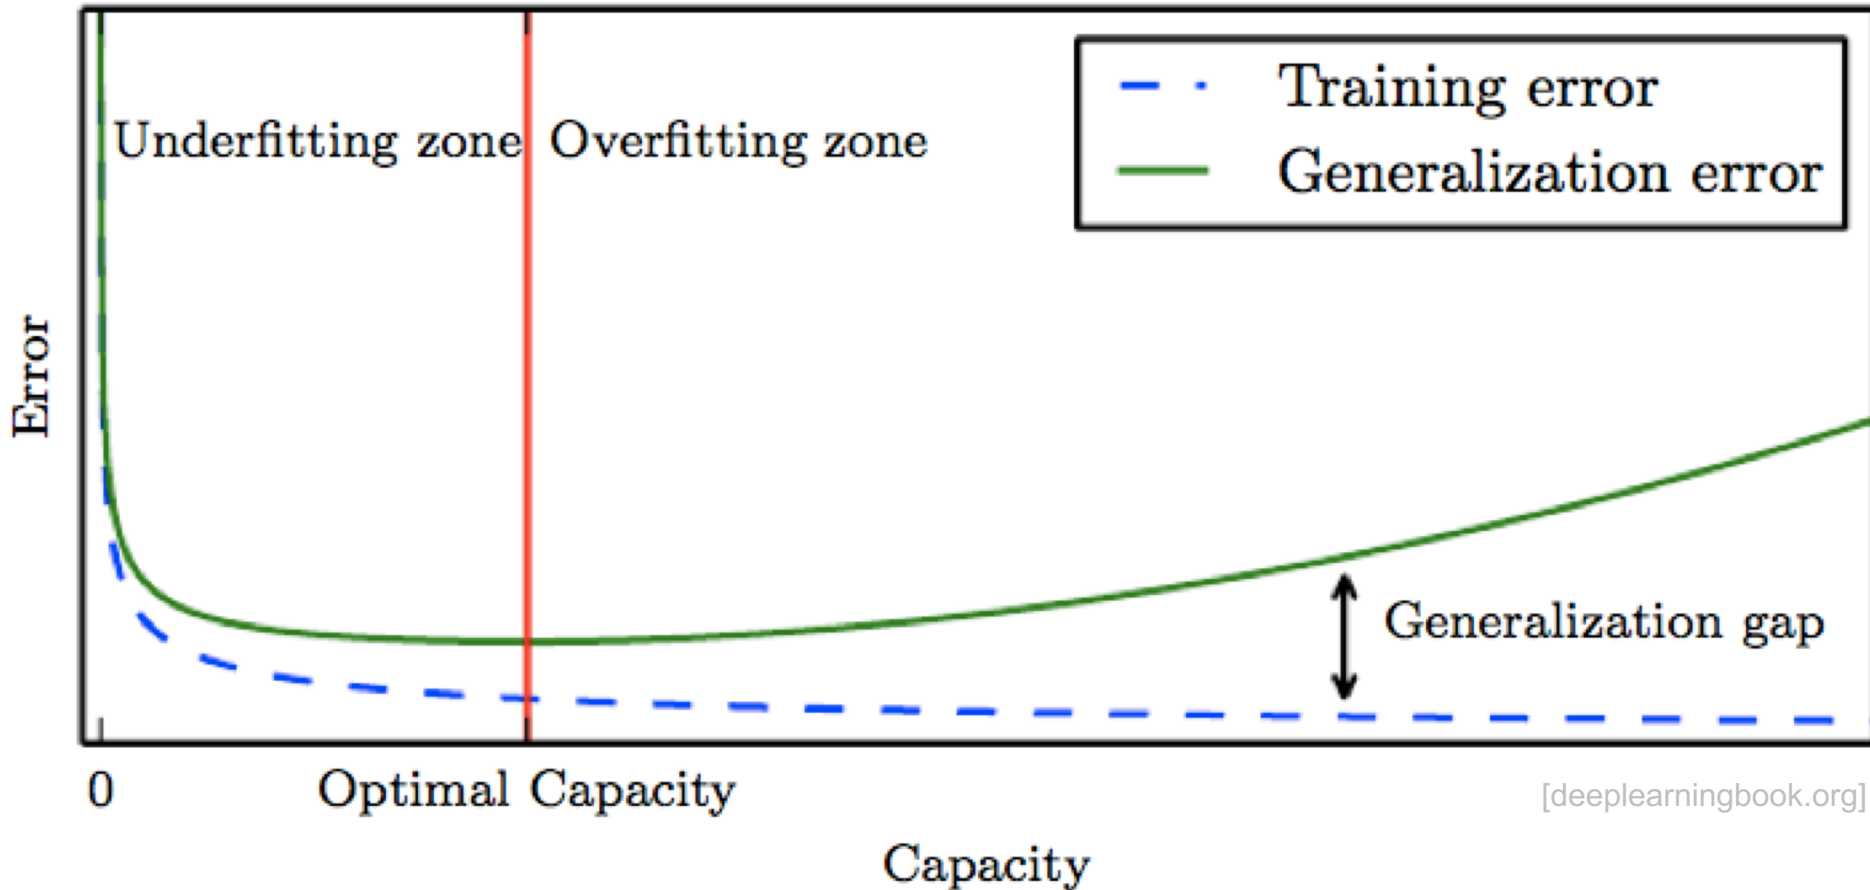 Training error
Generalization error
Underfitting zone
Overfitting zone
Error
Generalization gap
0
Optimal Capacity
[deeplearningbook.org]
Capacity